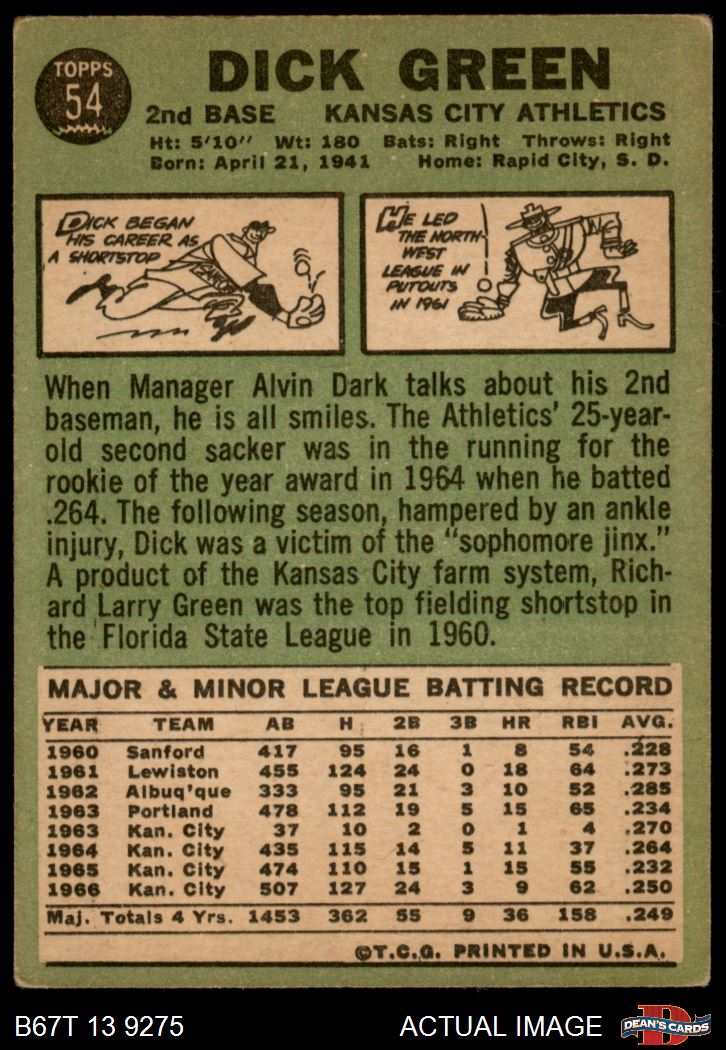 TOPPS
54
DICK GREEN
2nd BASE KANSAS CITY ATHLETICS
Ht: 5'10" Wt: 180 Bats: Right Throws: Right
Born: April 21, 1941 Home: Rapid City, S. D.
DICK BEGAN
HIS CAREER AS
A SHORTSTOP
HE LED
THE NORTH-
WEST
LEAGUE IN
PUTOUTS
IN 1961
When Manager Alvin Dark talks about his 2nd
baseman, he is all smiles. The Athletics' 25-year-
old second sacker was in the running for the
rookie of the year award in 1964 when he batted
.264. The following season, hampered by an ankle
injury, Dick was a victim of the "sophomore jinx."
A product of the Kansas City farm system, Rich-
ard Larry Green was the top fielding shortstop in
the Florida State League in 1960.
MAJOR & MINOR LEAGUE BATTING RECORD
YEAR TEAM AB H 2B 3B HR RBI AVG.
1960 Sanford 417 95 16 1 8 54 .228
1961 Lewiston 455 124 24 0 18 64 .273
1962 Albuq'que 333 95 21 3 10 52 .285
1963 Portland 478 112 19 5 15 65 .234
1963 Kan. City 37 10 2 0 1 4 .270
1964 Kan. City 435 115 14 5 11 37 .264
1965 Kan. City 474 110 15 1 15 55 .232
1966 Kan. City 507 127 24 3 9 62 .250
Maj. Totals 4 Yrs. 1453 362 55 9 36 158 .249
©T.C.G. PRINTED IN U.S.A.
B67T 13 9275 ACTUAL IMAGE
D
DEAN'S CARDS